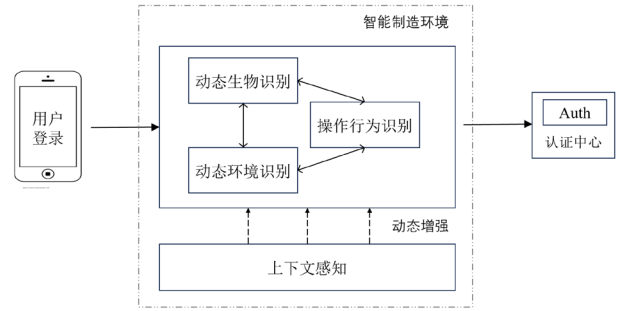 智能制造环境
动态生物识别
用户
登录
操作行为识别
Auth
认证中心
动态环境识别
动态增强
上下文感知